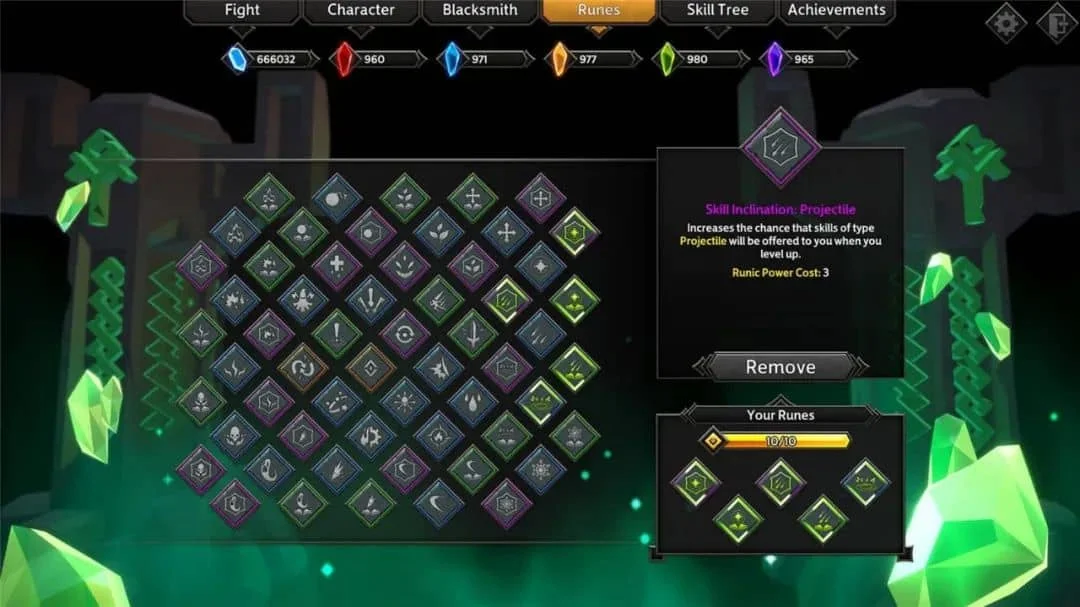 Fight
Character
Blacksmith
Runes
Skill Tree
Achievements
666032
960
971
977
980
965
Skill Inclination: Projectile
Increases the chance that skills of type
Projectile will be offered to you when you
level up.
Runic Power Cost: 3
Remove
Your Runes
10/10